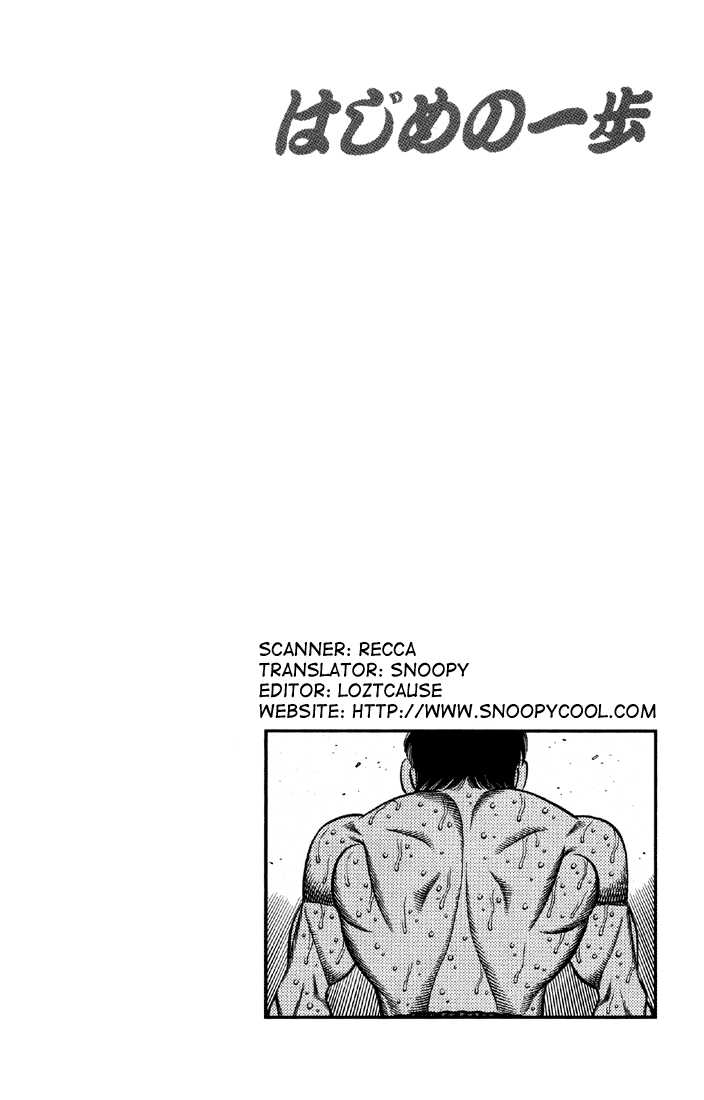 はじめの一歩
SCANNER: RECCA
TRANSLATOR: SNOOPY
EDITOR: LOZTCAUSE
WEBSITE: HTTP://WWW.SNOOPYCOOL.COM